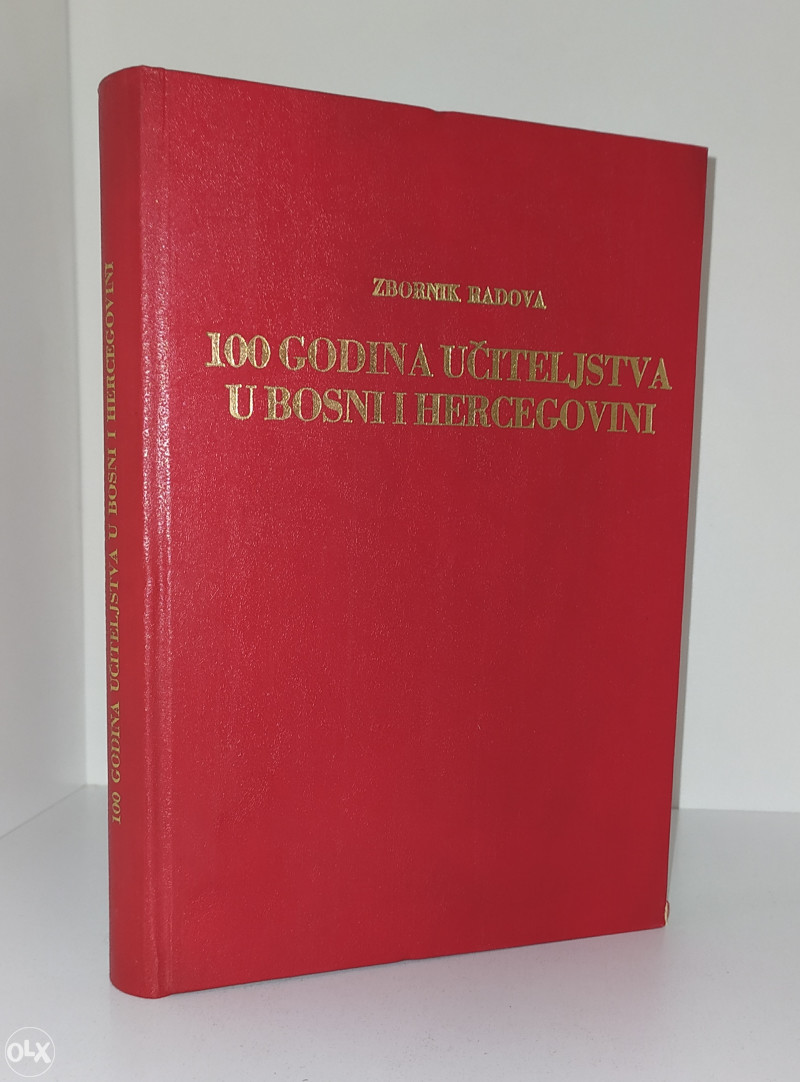 ZBORNIK RADOVA
100 GODINA UČITELJSTVA
U BOSNI I HERCEGOVINI
100 GODINA UČITELJSTVA U BOSNI I HERCEGOVINI
OLX